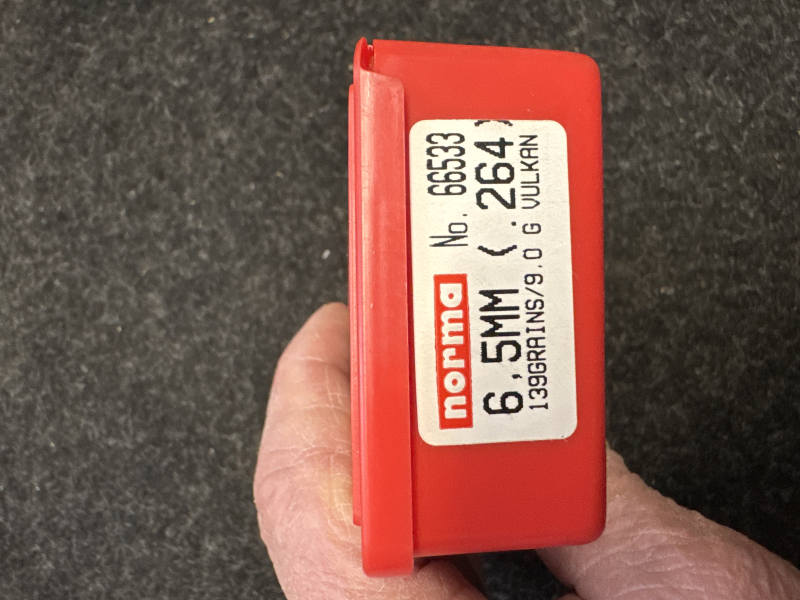 norma No. 66533
6,5MM (.264)
139GRAINS/9.0 G VULKAN